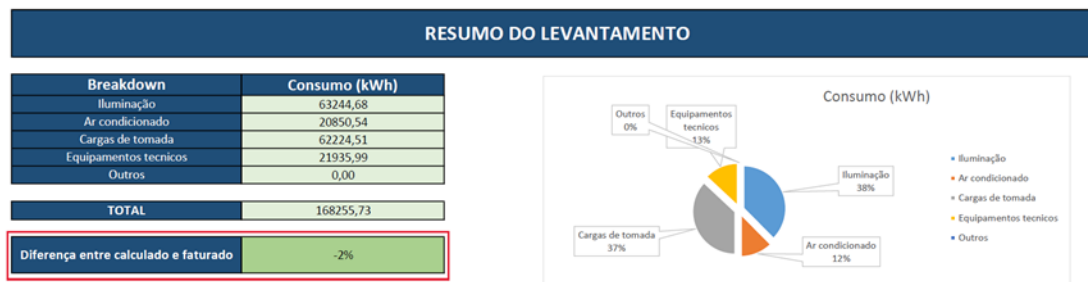 RESUMO DO LEVANTAMENTO
Breakdown Consumo (kWh)
Iluminação 63244,68
Ar condicionado 20850,54
Cargas de tomada 62224,51
Equipamentos tecnicos 21935,99
Outros 0,00
TOTAL 168255,73
Diferença entre calculado e faturado -2%
Consumo (kWh)
Outros
0%
Equipamentos
tecnicos
13%
Iluminação
38%
Cargas de tomada
37%
Ar condicionado
12%
Iluminação
Ar condicionado
Cargas de tomada
Equipamentos tecnicos
Outros